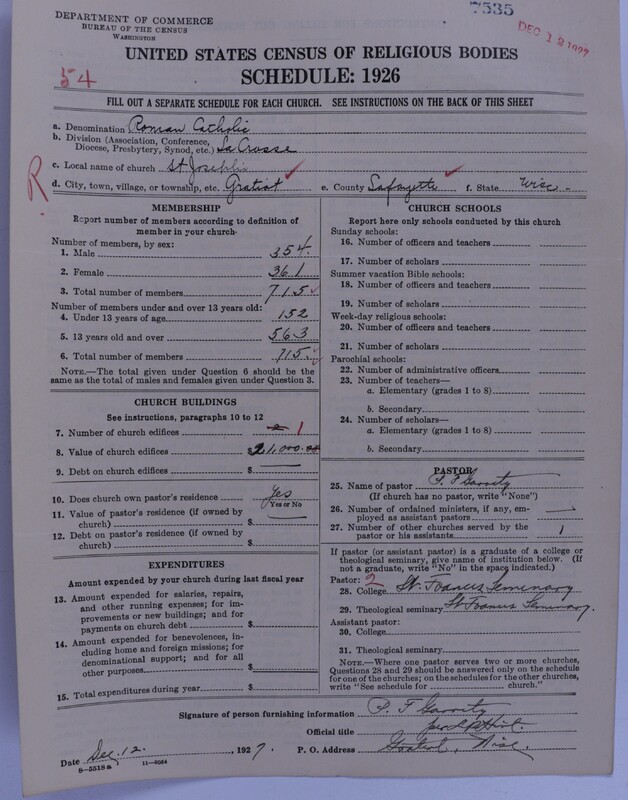 DEPARTMENT OF COMMERCE
BUREAU OF THE CENSUS
WASHINGTON
7535
DEC 12 1927
UNITED STATES CENSUS OF RELIGIOUS BODIES
SCHEDULE: 1926
54
FILL OUT A SEPARATE SCHEDULE FOR EACH CHURCH. SEE INSTRUCTIONS ON THE BACK OF THIS SHEET
a. Denomination Roman Catholic
b. Division (Association, Conference,
Diocese, Presbytery, Synod, etc.) La Crosse
c. Local name of church St Josephs
R.
d. City, town, village, or township, etc. Gratiot e. County Lafayette f. State Wisc.
MEMBERSHIP
Report number of members according to definition of
member in your church.
Number of members, by sex:
1. Male 354.
2. Female 361
3. Total number of members 715
Number of members under and over 13 years old:
4. Under 13 years of age 152
5. 13 years old and over 563
6. Total number of members 715.
NOTE.—The total given under Question 6 should be
the same as the total of males and females given under Question 3.
CHURCH BUILDINGS
See instructions, paragraphs 10 to 12
7. Number of church edifices 1
8. Value of church edifices $21,000.00
9. Debt on church edifices $
10. Does church own pastor's residence Yes
Yes or No
11. Value of pastor's residence (if owned by
church) $
12. Debt on pastor's residence (if owned by
church) $
EXPENDITURES
Amount expended by your church during last fiscal year
13. Amount expended for salaries, repairs,
and other running expenses; for im-
provements or new buildings; and for
payments on church debt $
14. Amount expended for benevolences, in-
cluding home and foreign missions; for
denominational support; and for all
other purposes $
15. Total expenditures during year $
CHURCH SCHOOLS
Report here only schools conducted by this church
Sunday schools:
16. Number of officers and teachers
17. Number of scholars
Summer vacation Bible schools:
18. Number of officers and teachers
19. Number of scholars
Week-day religious schools:
20. Number of officers and teachers
21. Number of scholars
Parochial schools:
22. Number of administrative officers
23. Number of teachers—
a. Elementary (grades 1 to 8)
b. Secondary
24. Number of scholars—
a. Elementary (grades 1 to 8)
b. Secondary
PASTOR
25. Name of pastor Garrity
(If church has no pastor, write "None")
26. Number of ordained ministers, if any, em-
ployed as assistant pastors —
27. Number of other churches served by the
pastor or his assistants 1
If pastor (or assistant pastor) is a graduate of a college or
theological seminary, give name of institution below. (If
not a graduate, write "No" in the space indicated.)
Pastor: 2
28. College St. Francis Seminary
29. Theological seminary St Francis Seminary.
Assistant pastor:
30. College
31. Theological seminary
NOTE.—Where one pastor serves two or more churches,
Questions 28 and 29 should be answered only on the schedule
for one of the churches; on the schedules for the other churches,
write "See schedule for church."
Signature of person furnishing information Garrity
Official title
Date Dec. 12. , 1927. P. O. Address Gratiot, Wisc.
8-5518a 11-9054